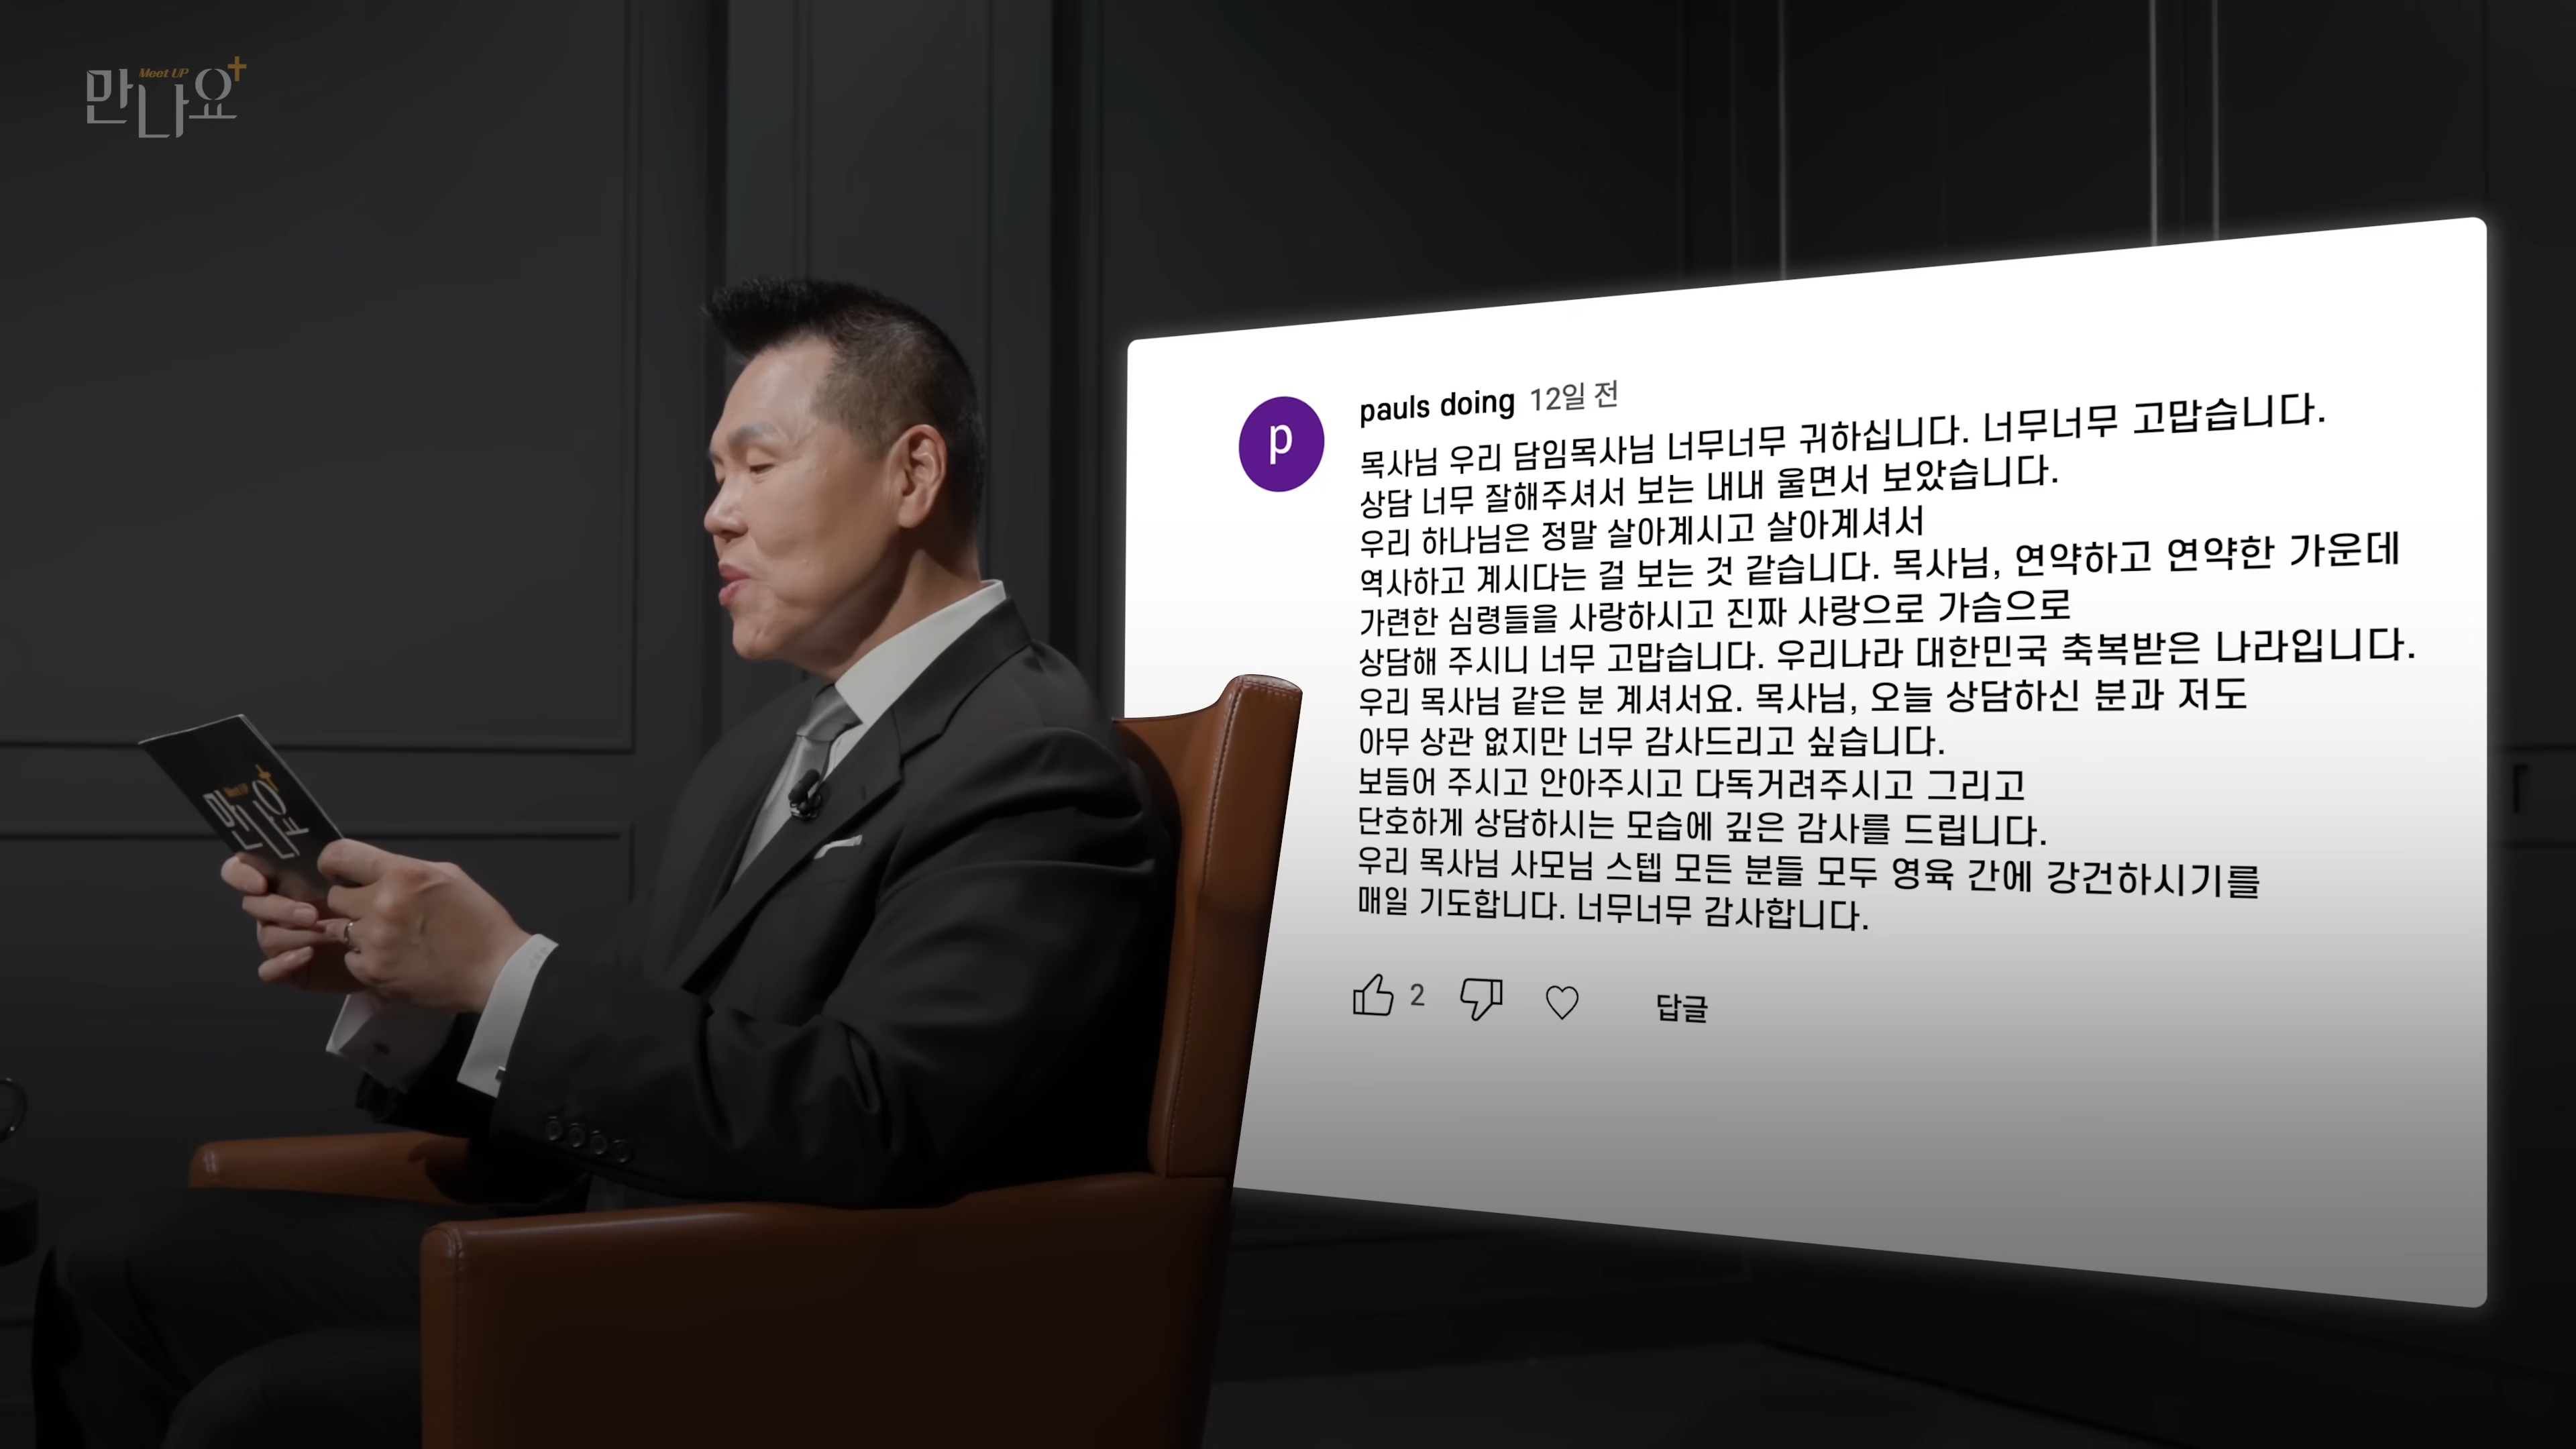 Meet UP
만나요
pauls doing 12일 전
p
목사님 우리 담임목사님 너무너무 귀하십니다. 너무너무 고맙습니다.
상담 너무 잘해주셔서 보는 내내 울면서 보았습니다.
우리 하나님은 정말 살아계시고 살아계셔서
역사하고 계시다는 걸 보는 것 같습니다. 목사님, 연약하고 연약한 가운데
가련한 심령들을 사랑하시고 진짜 사랑으로 가슴으로
상담해 주시니 너무 고맙습니다. 우리나라 대한민국 축복받은 나라입니다.
우리 목사님 같은 분 계셔서요. 목사님, 오늘 상담하신 분과 저도
아무 상관 없지만 너무 감사드리고 싶습니다.
보듬어 주시고 안아주시고 다독거려주시고 그리고
단호하게 상담하시는 모습에 깊은 감사를 드립니다.
우리 목사님 사모님 스텝 모든 분들 모두 영육 간에 강건하시기를
매일 기도합니다. 너무너무 감사합니다.
2 답글
Meet UP
만나요